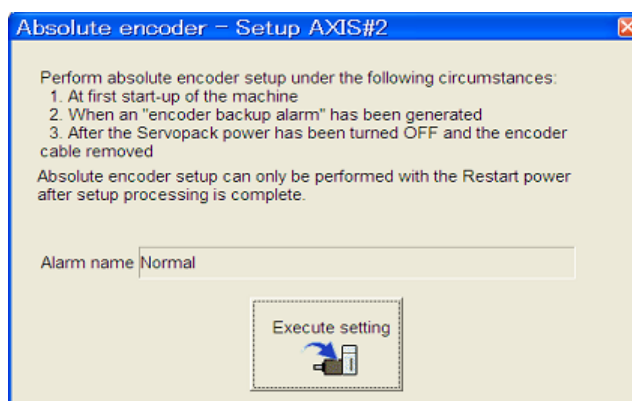 Absolute encoder – Setup AXIS#2
Perform absolute encoder setup under the following circumstances:
1. At first start-up of the machine
2. When an "encoder backup alarm" has been generated
3. After the Servopack power has been turned OFF and the encoder
cable removed
Absolute encoder setup can only be performed with the Restart power
after setup processing is complete.
Alarm name Normal
Execute setting